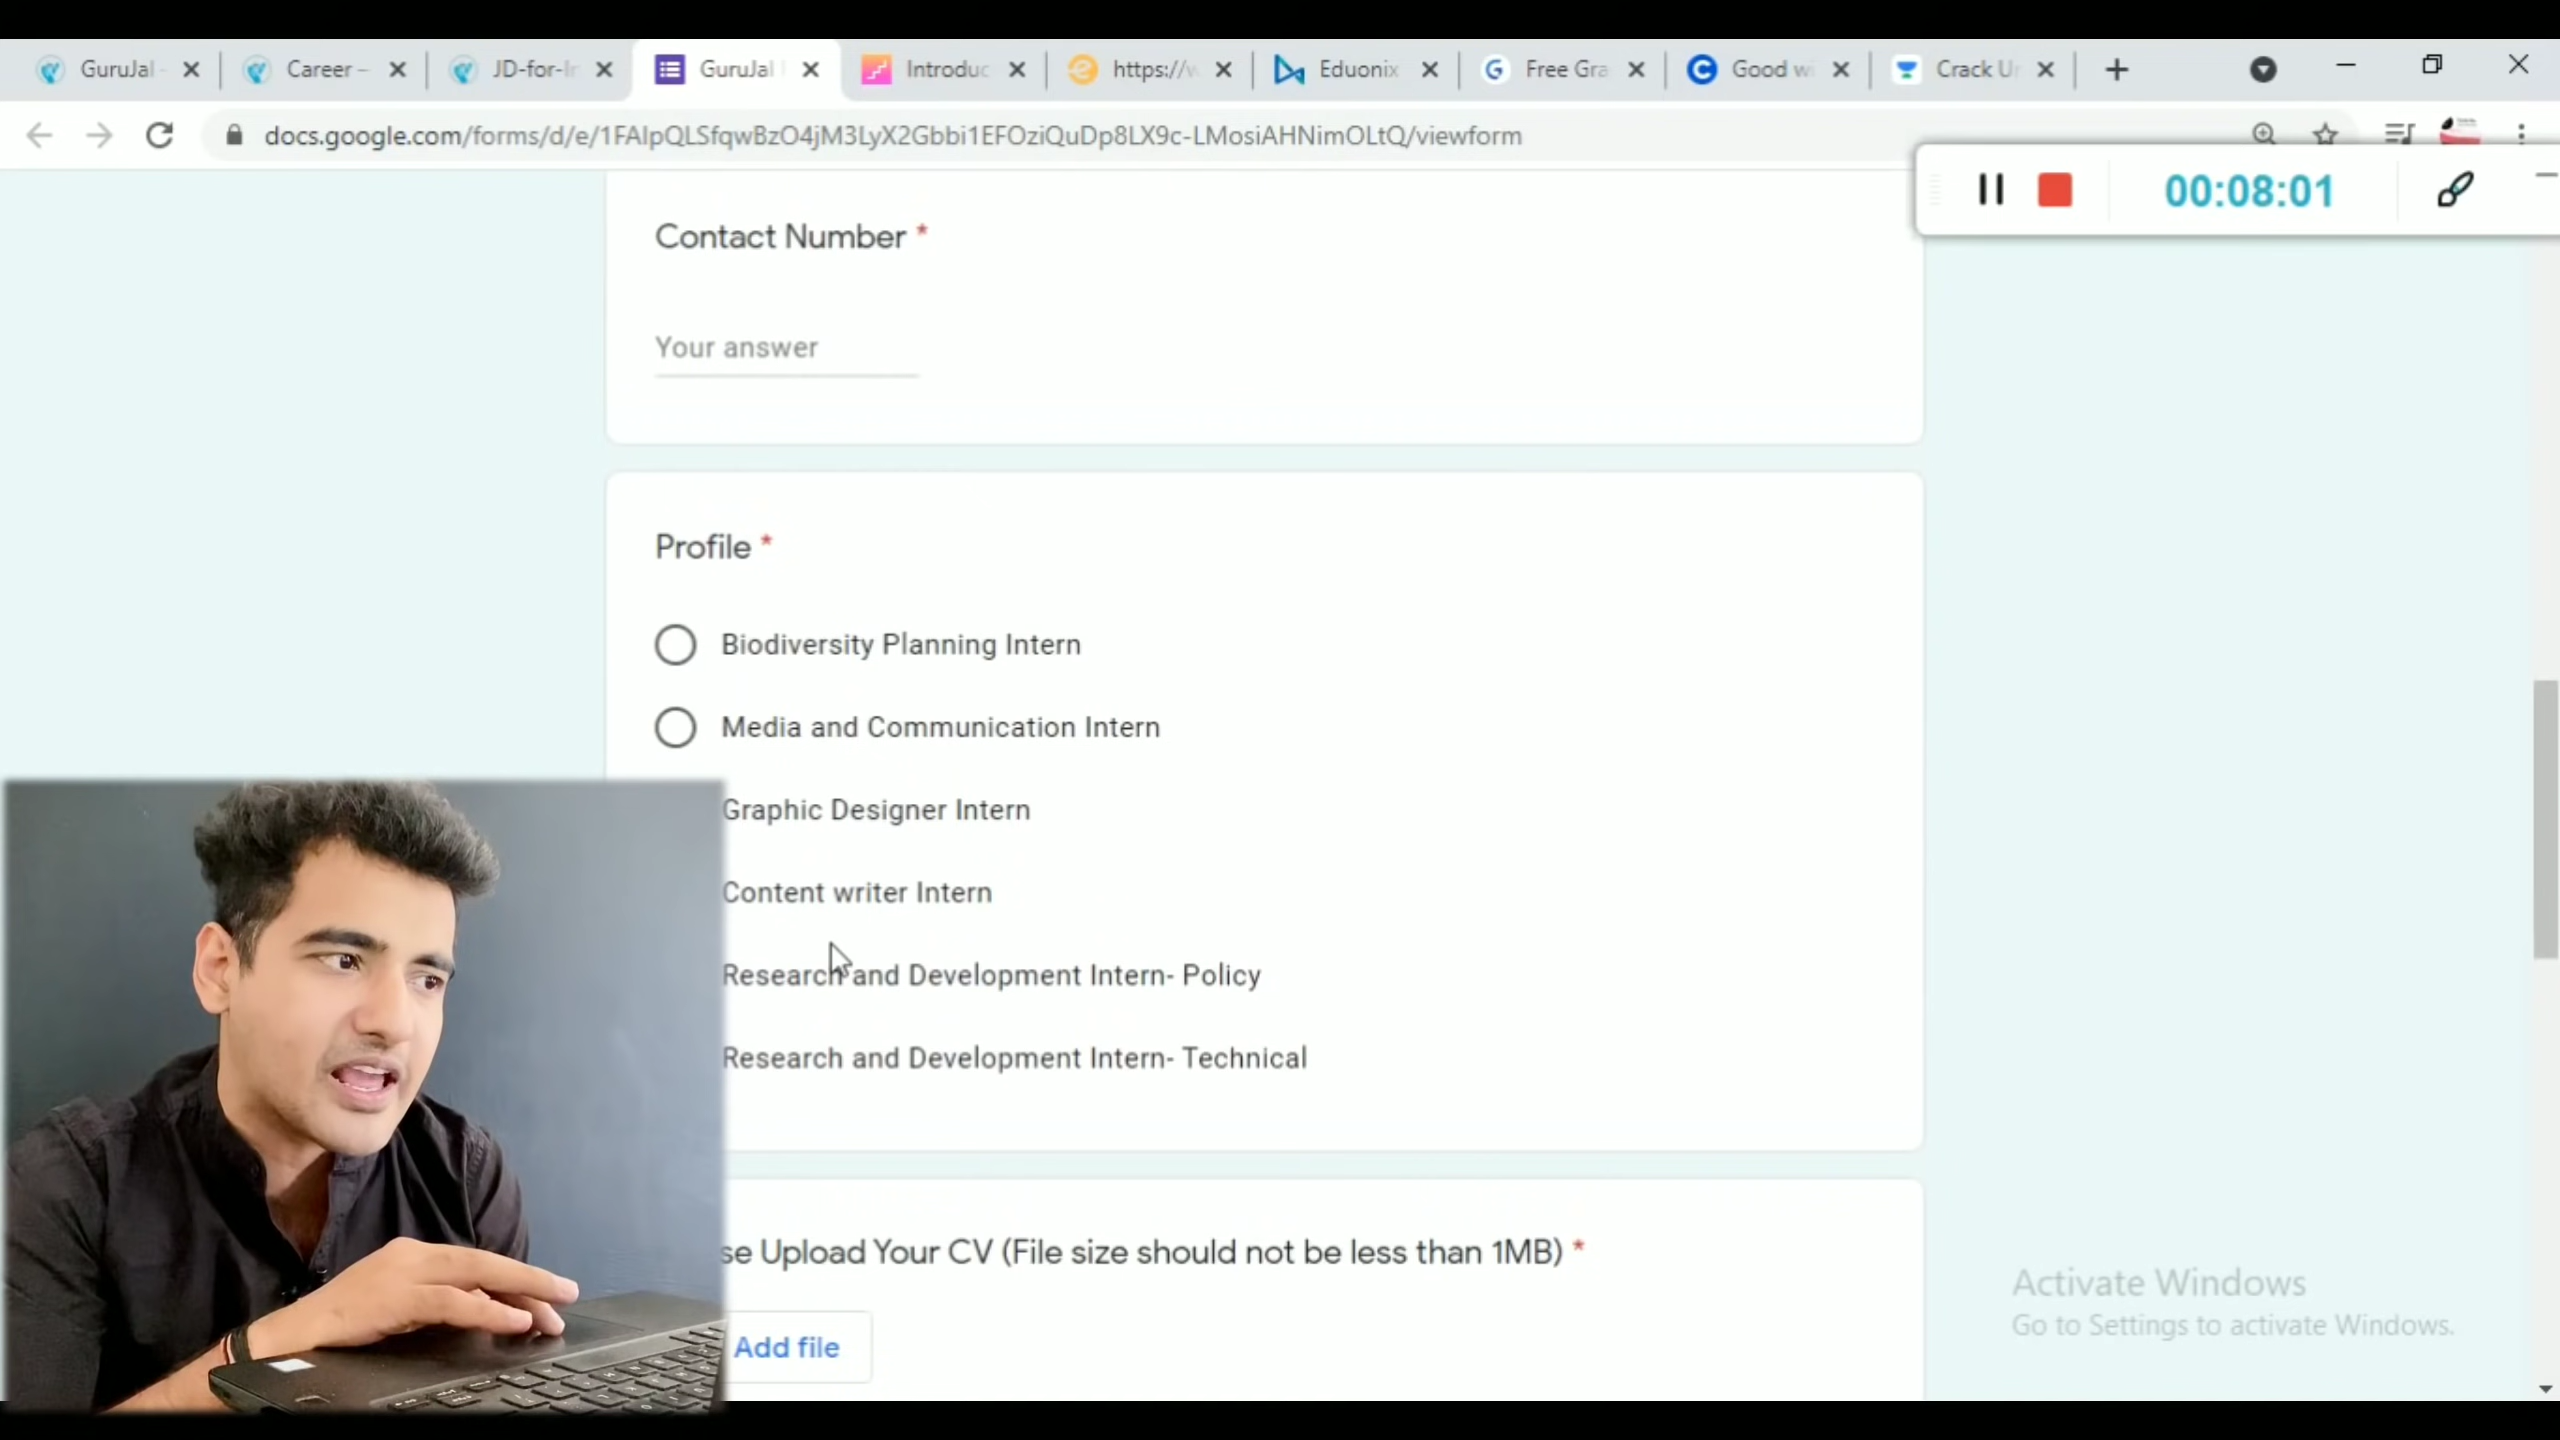 GuruJal -
Career –
JD-for-In
GuruJal
Introduc
https://w
Eduonix
Free Gra
Good wi
Crack Un
docs.google.com/forms/d/e/1FAIpQLSfqwBzO4jM3LyX2Gbbi1EFOziQuDp8LX9c-LMosiAHNimOLtQ/viewform
00:08:01
Contact Number *
Your answer
Profile *
Biodiversity Planning Intern
Media and Communication Intern
Graphic Designer Intern
Content writer Intern
Research and Development Intern- Policy
Research and Development Intern- Technical
se Upload Your CV (File size should not be less than 1MB) *
Add file
Activate Windows
Go to Settings to activate Windows.